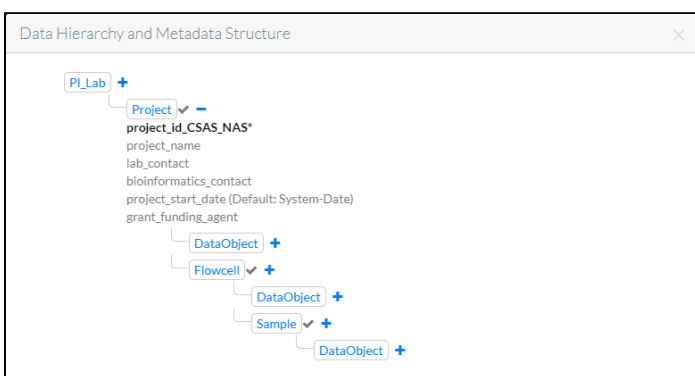 Data Hierarchy and Metadata Structure
PI_Lab
Project
project_id_CSAS_NAS*
project_name
lab_contact
bioinformatics_contact
project_start_date (Default: System-Date)
grant_funding_agent
DataObject
Flowcell
DataObject
Sample
DataObject